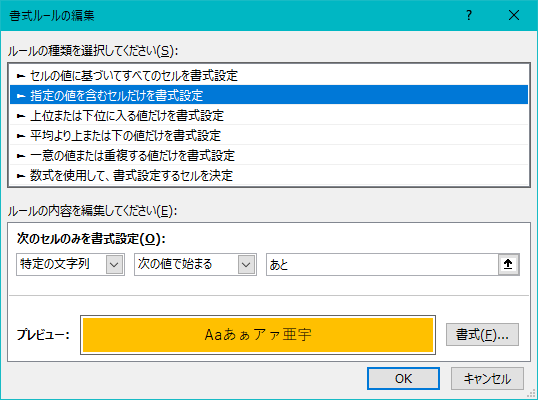 書式ルールの編集
ルールの種類を選択してください(S):
► セルの値に基づいてすべてのセルを書式設定
► 指定の値を含むセルだけを書式設定
► 上位または下位に入る値だけを書式設定
► 平均より上または下の値だけを書式設定
► 一意の値または重複する値だけを書式設定
► 数式を使用して、書式設定するセルを決定
ルールの内容を編集してください(E):
次のセルのみを書式設定(O):
特定の文字列 次の値で始まる あと
プレビュー: Aaあぁアァ亜宇 書式(F)...
OK キャンセル